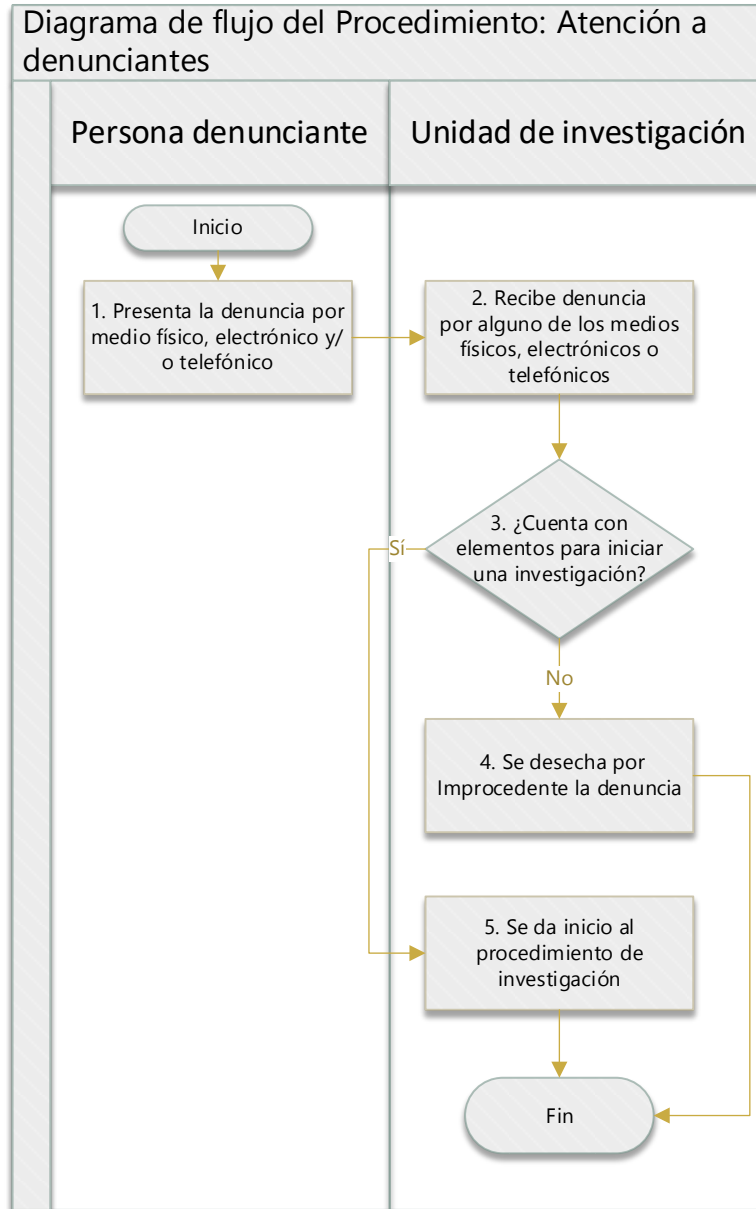 Diagrama de flujo del Procedimiento: Atención a
denunciantes
Persona denunciante
Unidad de investigación
Inicio
1. Presenta la denuncia por
medio físico, electrónico y/
o telefónico
2. Recibe denuncia
por alguno de los medios
físicos, electrónicos o
telefónicos
3. ¿Cuenta con
elementos para iniciar
una investigación?
Sí
No
4. Se desecha por
Improcedente la denuncia
5. Se da inicio al
procedimiento de
investigación
Fin